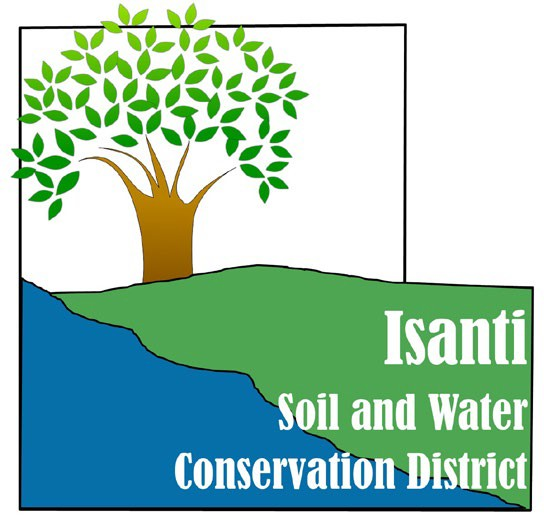 Isanti
Soil and Water
Conservation District